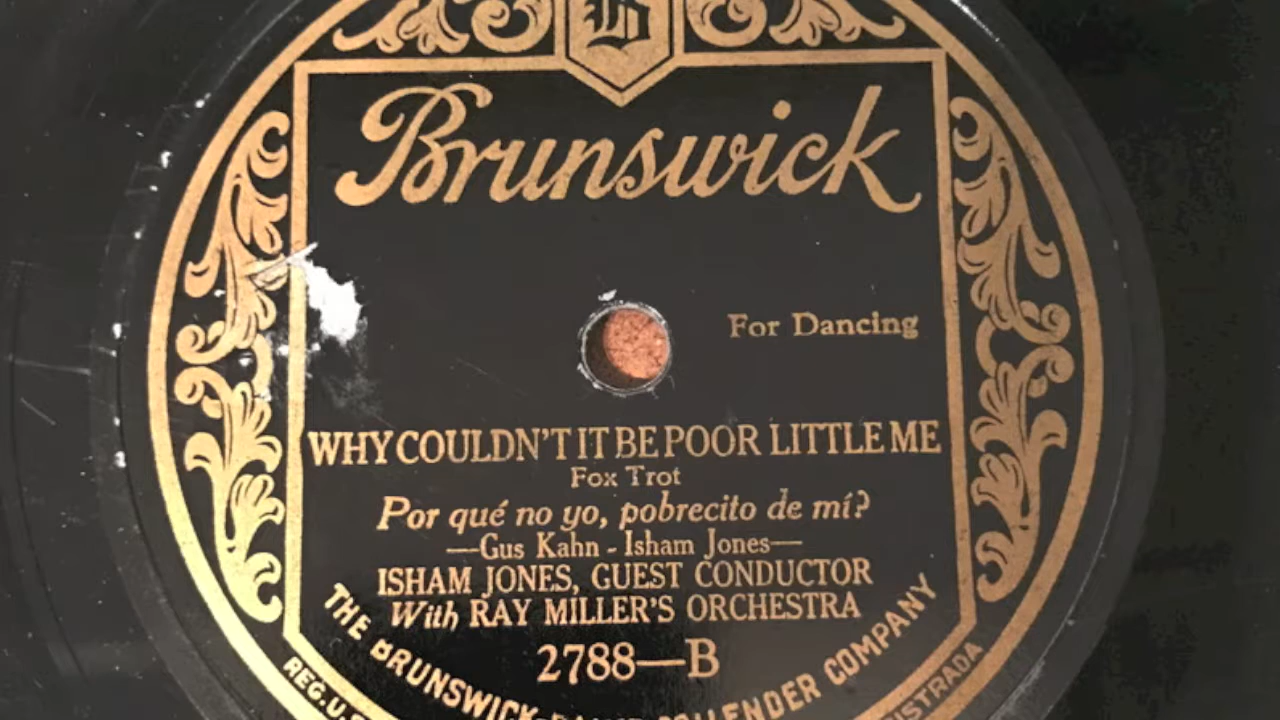 Brunswick
For Dancing
WHY COULDN'T IT BE POOR LITTLE ME
Fox Trot
Por qué no yo, pobrecito de mí?
—Gus Kahn - Isham Jones—
ISHAM JONES, GUEST CONDUCTOR
With RAY MILLER'S ORCHESTRA
2788—B
THE BRUNSWICK COMPANY
REG.U.S